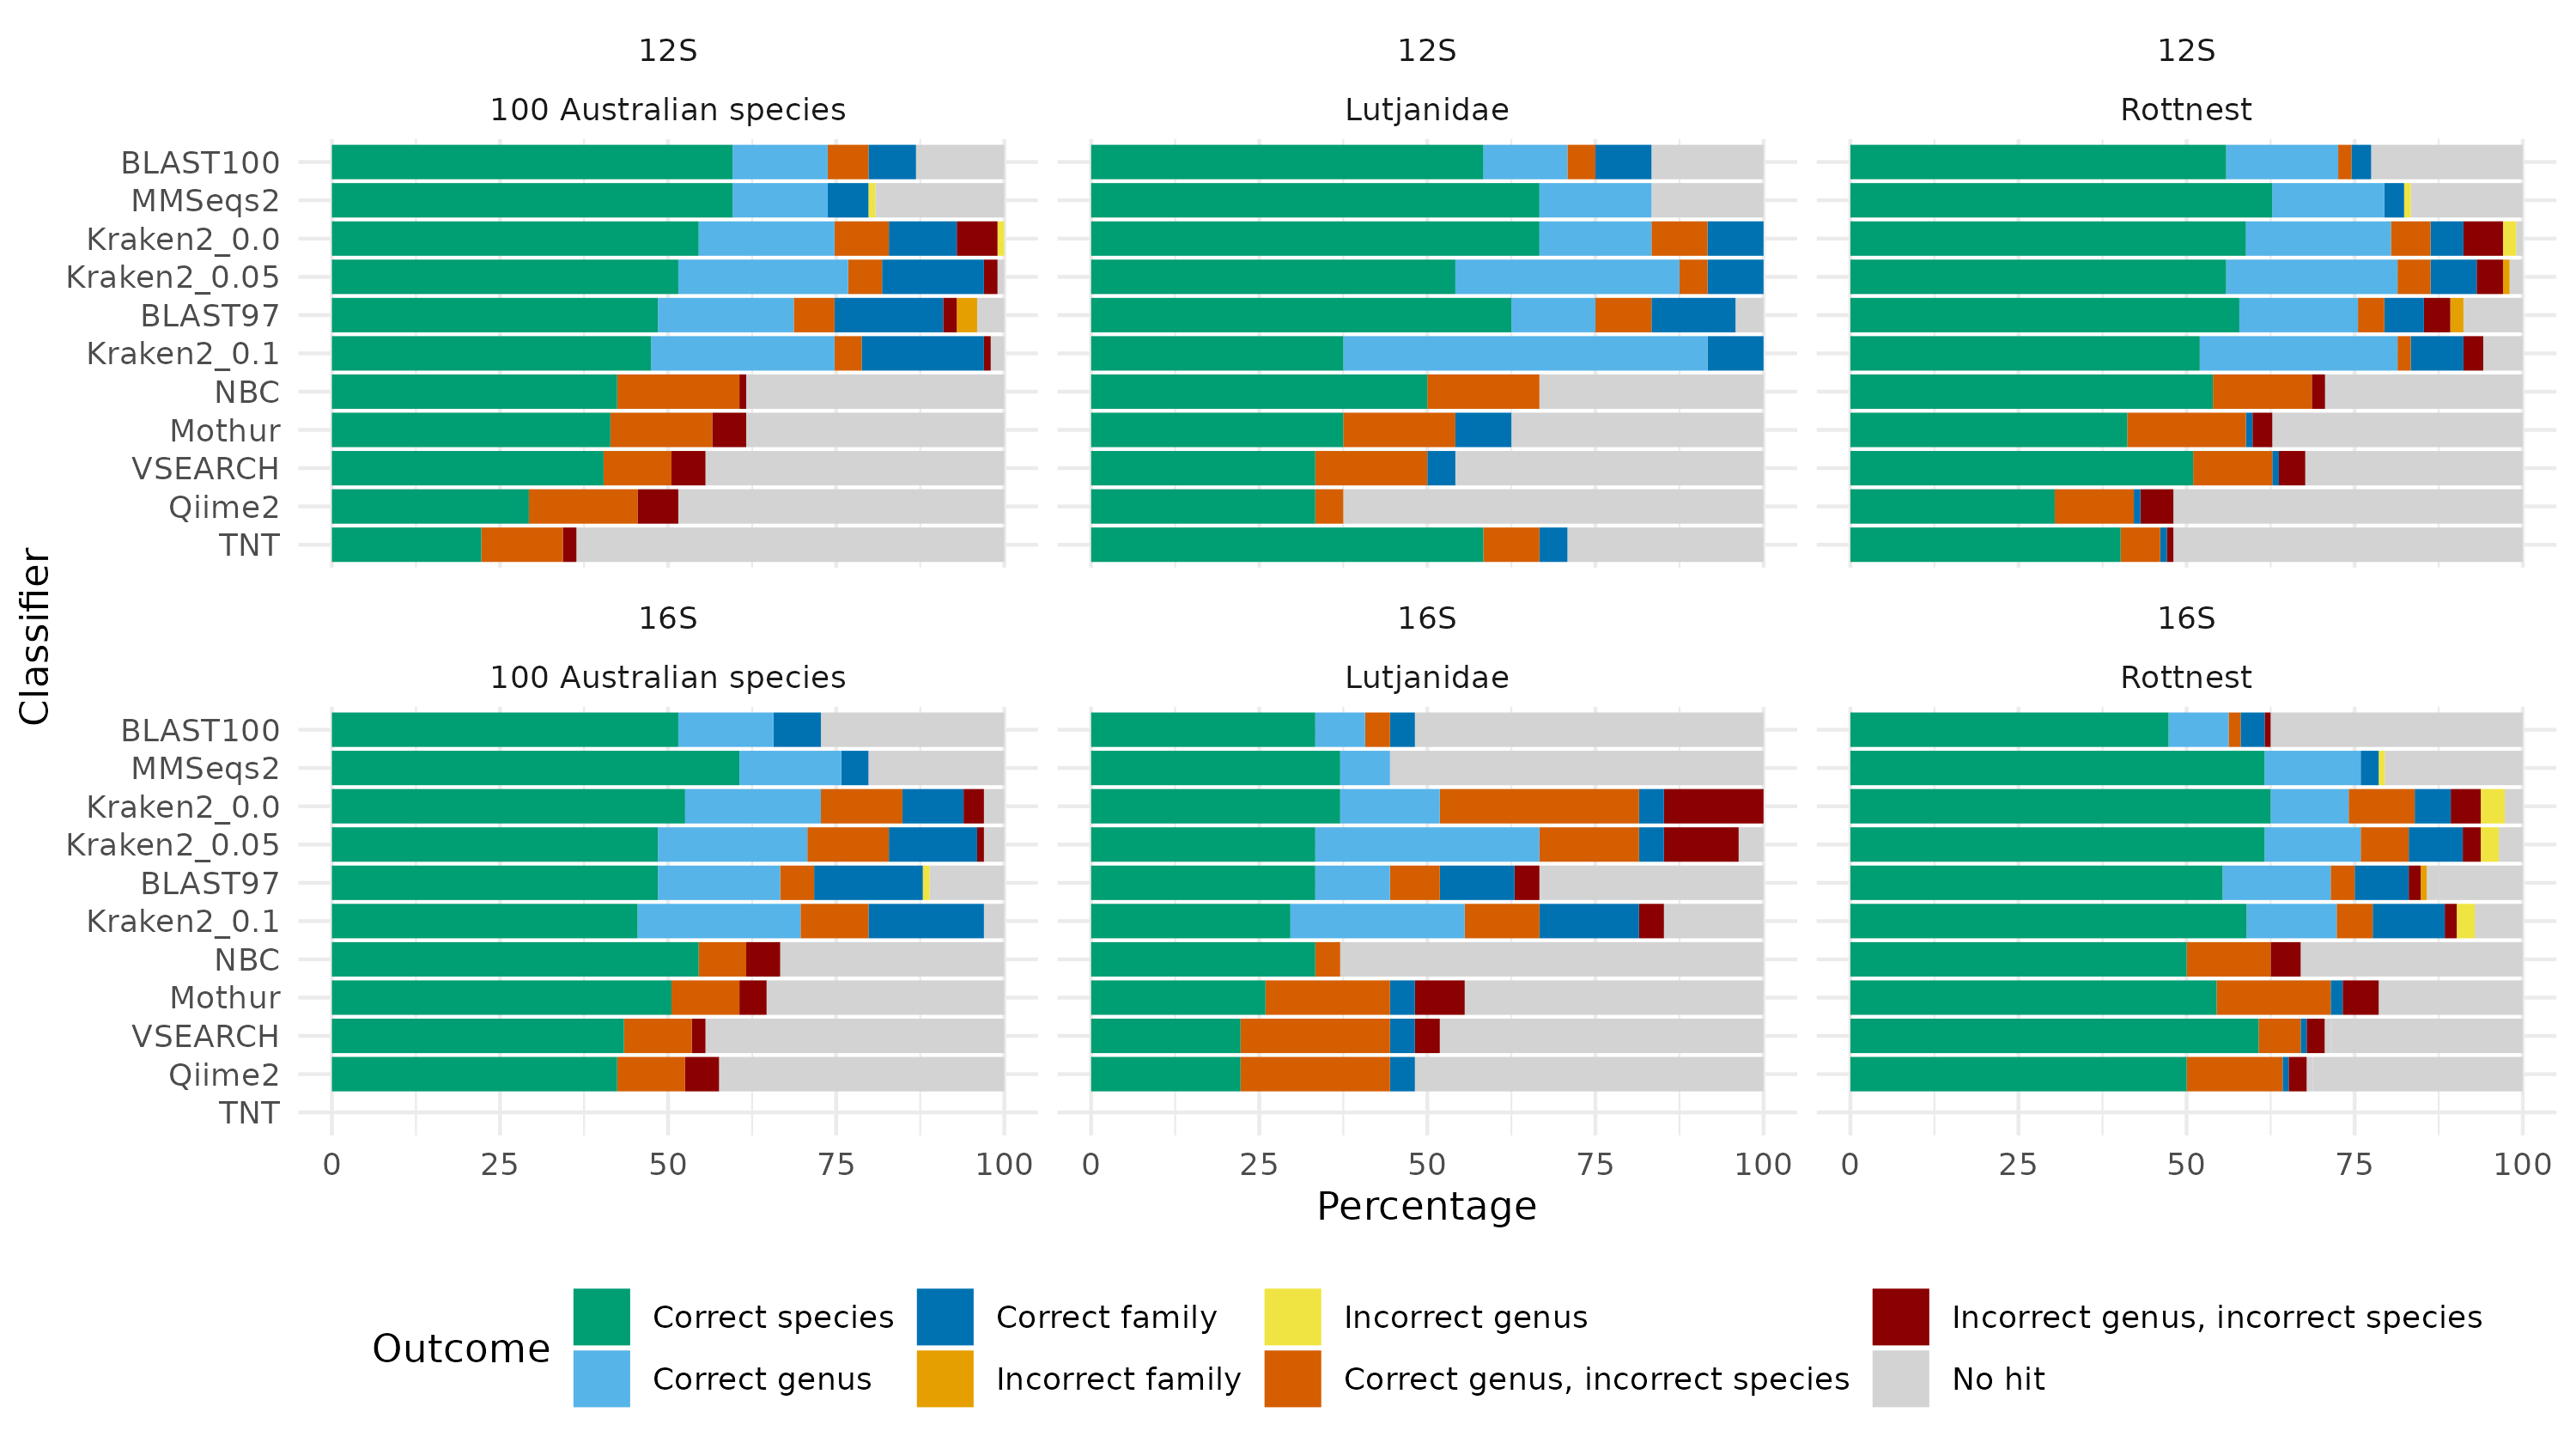 12S 12S 12S
100 Australian species Lutjanidae Rottnest
BLAST100
MMSeqs2
Kraken2_0.0
Kraken2_0.05
BLAST97
Kraken2_0.1
NBC
Mothur
VSEARCH
Qiime2
TNT
Classifier
16S 16S 16S
100 Australian species Lutjanidae Rottnest
BLAST100
MMSeqs2
Kraken2_0.0
Kraken2_0.05
BLAST97
Kraken2_0.1
NBC
Mothur
VSEARCH
Qiime2
TNT
0 25 50 75 100 0 25 50 75 100 0 25 50 75 100
Percentage
Outcome
Correct species Correct family Incorrect genus Incorrect genus, incorrect species
Correct genus Incorrect family Correct genus, incorrect species No hit